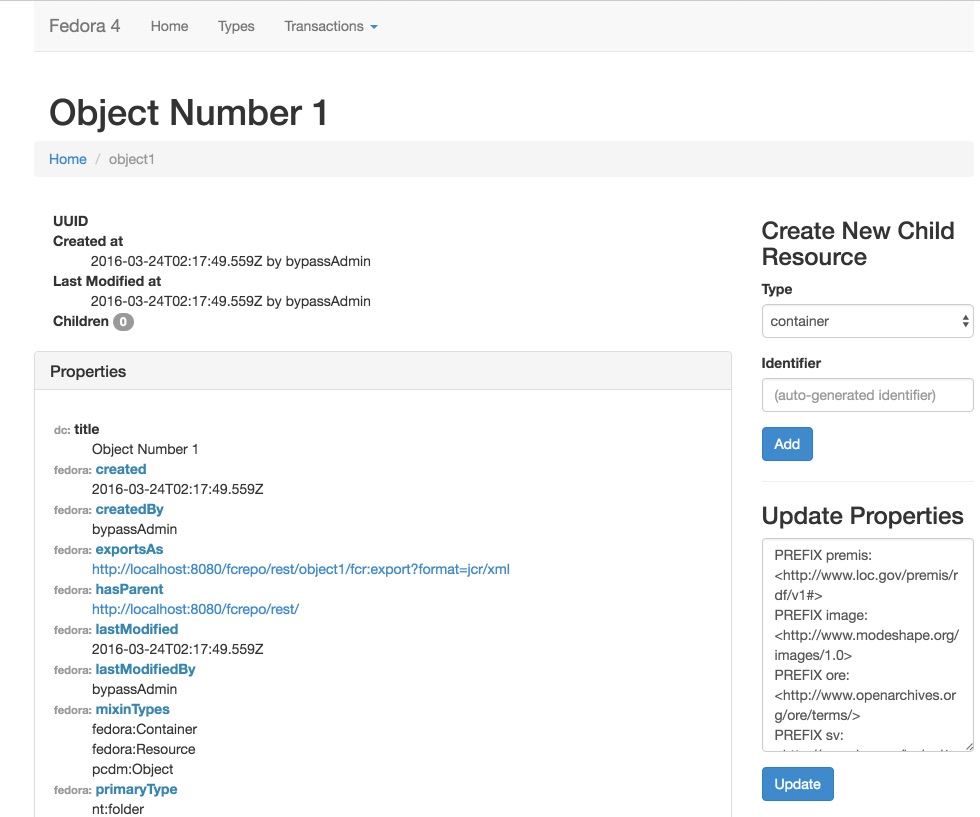 Fedora 4 Home Types Transactions
Object Number 1
Home / object1
UUID
Created at
2016-03-24T02:17:49.559Z by bypassAdmin
Last Modified at
2016-03-24T02:17:49.559Z by bypassAdmin
Children 0
Properties
dc: title
Object Number 1
fedora: created
2016-03-24T02:17:49.559Z
fedora: createdBy
bypassAdmin
fedora: exportsAs
http://localhost:8080/fcrepo/rest/object1/fcr:export?format=jcr/xml
fedora: hasParent
http://localhost:8080/fcrepo/rest/
fedora: lastModified
2016-03-24T02:17:49.559Z
fedora: lastModifiedBy
bypassAdmin
fedora: mixinTypes
fedora:Container
fedora:Resource
pcdm:Object
fedora: primaryType
nt:folder
Create New Child
Resource
Type
container
Identifier
(auto-generated identifier)
Add
Update Properties
PREFIX premis:
<http://www.loc.gov/premis/r
df/v1#>
PREFIX image:
<http://www.modeshape.org/
images/1.0>
PREFIX ore:
<http://www.openarchives.or
g/ore/terms/>
PREFIX sv:
Update